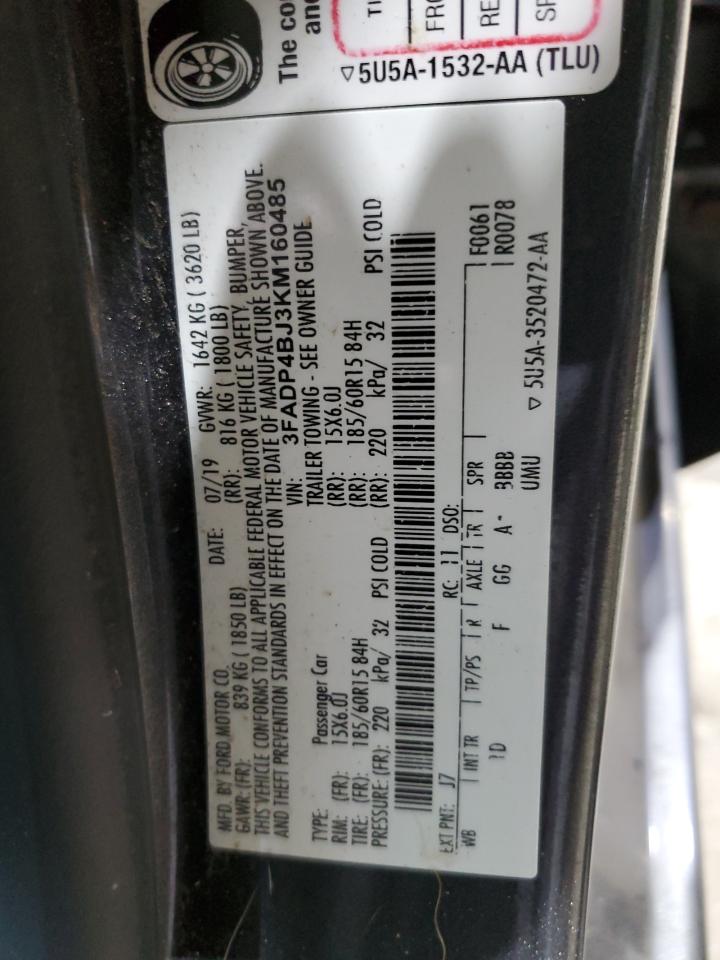 The co
an
TI
FRO
RE
SP
▽5U5A-1532-AA (TLU)
MFD. BY FORD MOTOR CO. DATE: 07/19 GVWR: 1642 KG ( 3620 LB)
GAWR: (FR): 839 KG ( 1850 LB) (RR): 816 KG ( 1800 LB)
THIS VEHICLE CONFORMS TO ALL APPLICABLE FEDERAL MOTOR VEHICLE SAFETY, BUMPER,
AND THEFT PREVENTION STANDARDS IN EFFECT ON THE DATE OF MANUFACTURE SHOWN ABOVE.
VIN: 3FADP4BJ3KM160485
TYPE: Passenger Car TRAILER TOWING - SEE OWNER GUIDE
RIM: (FR): 15X6.0J (RR): 15X6.0J
TIRE: (FR): 185/60R15 84H (RR): 185/60R15 84H
PRESSURE: (FR): 220 kPa/ 32 PSI COLD (RR): 220 kPa/ 32 PSI COLD
EXT PNT: J7 RC: 11 DSO: F0061
WB INT TR TP/PS R AXLE TR SPR R0078
1D F GG A BBBB
UMU
▽ 5U5A-3520472-AA